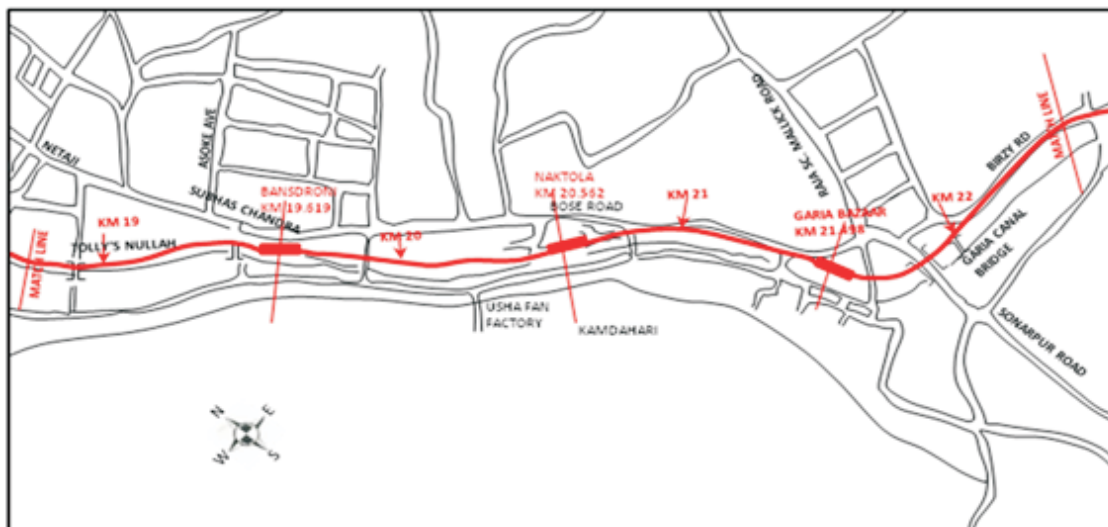 NETAJI
ASOKE AVE
SUBHAS CHANDRA
BANSDRONI
KM 19.619
KM 19
TOLLY'S NULLAH
MATCH LINE
KM 20
NAKTOLA
KM 20.562
BOSE ROAD
KM 21
USHA FAN
FACTORY
KAMDAHARI
RAJA SC. MALLICK ROAD
GARIA BAZAAR
KM 21.498
KM 22
BIRZY RD
MATCH LINE
GARIA CANAL
BRIDGE
SONARPUR ROAD
N
E
W
S